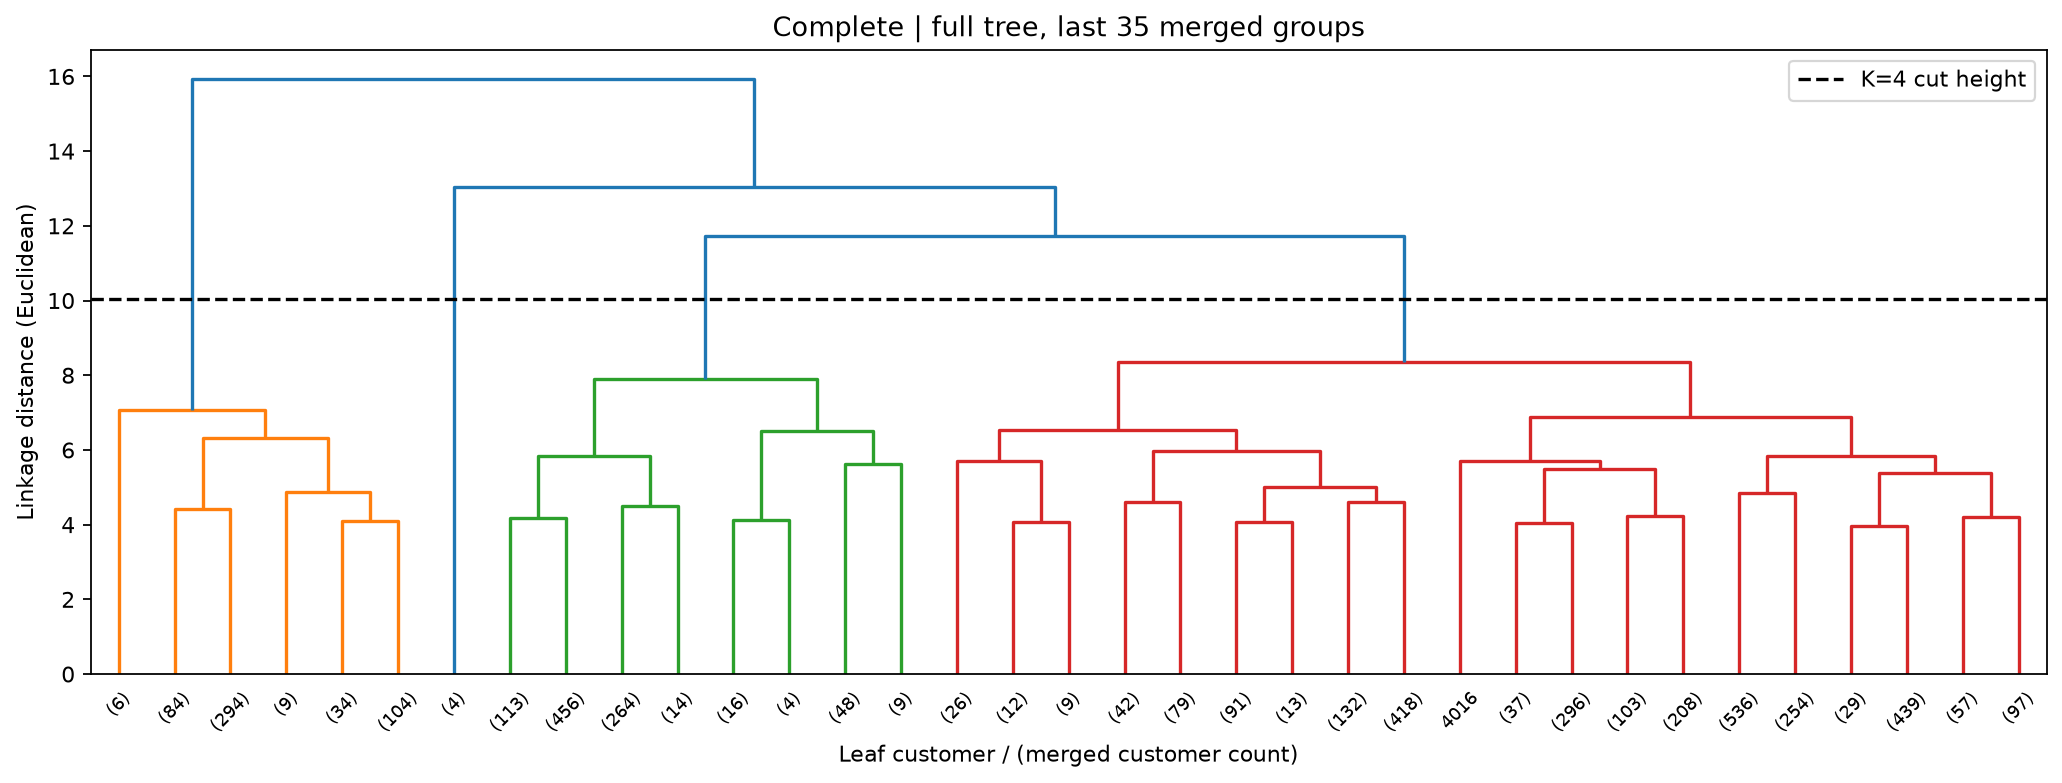 Complete | full tree, last 35 merged groups
K=4 cut height
Linkage distance (Euclidean)
16
14
12
10
8
6
4
2
0
(6) (84) (294) (9) (34) (104) (4) (113) (456) (264) (14) (16) (4) (48) (9) (26) (12) (9) (42) (79) (91) (13) (132) (418) 4016 (37) (296) (103) (208) (536) (254) (29) (439) (57) (97)
Leaf customer / (merged customer count)